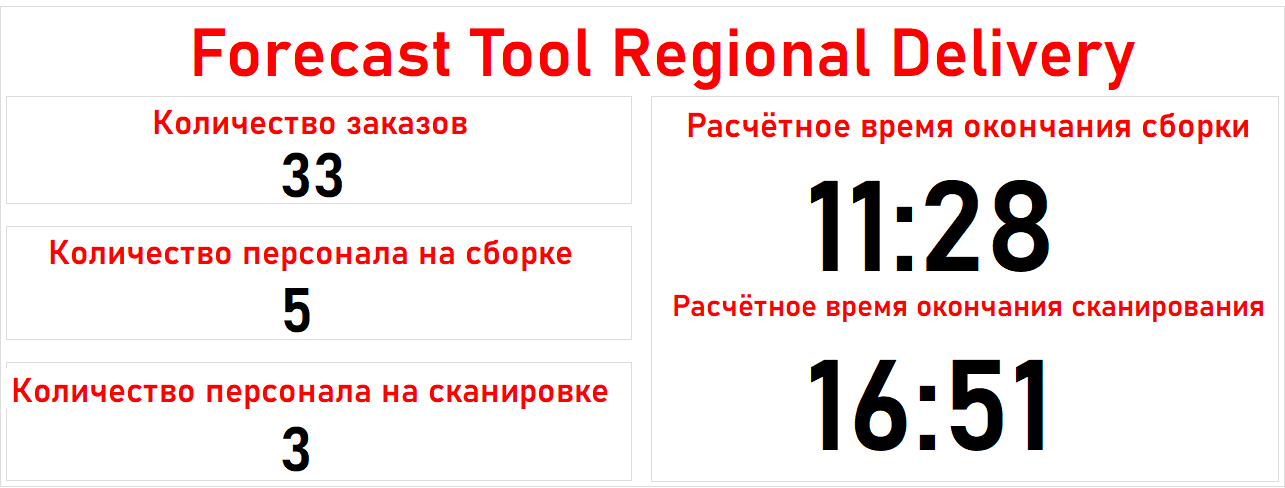 Forecast Tool Regional Delivery
Количество заказов
33
Количество персонала на сборке
5
Количество персонала на сканировке
3
Расчётное время окончания сборки
11:28
Расчётное время окончания сканирования
16:51